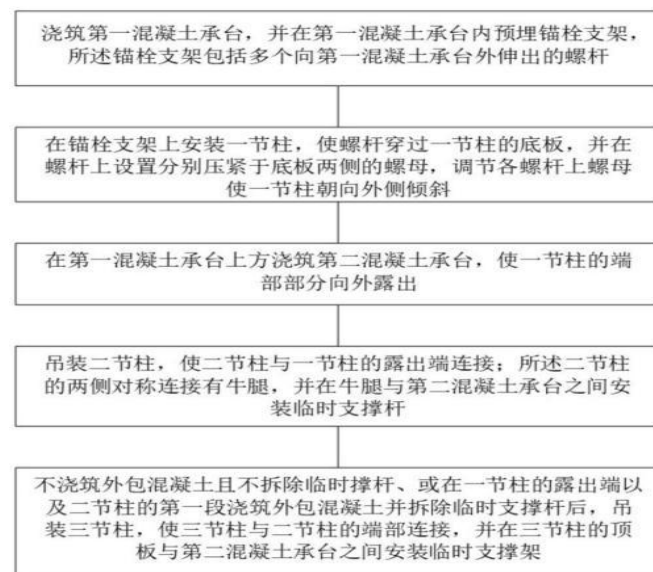 浇筑第一混凝土承台，并在第一混凝土承台内预埋锚栓支架，
所述锚栓支架包括多个向第一混凝土承台外伸出的螺杆
在锚栓支架上安装一节柱，使螺杆穿过一节柱的底板，并在
螺杆上设置分别压紧于底板两侧的螺母，调节各螺杆上螺母
使一节柱朝向外侧倾斜
在第一混凝土承台上方浇筑第二混凝土承台，使一节柱的端
部部分向外露出
吊装二节柱，使二节柱与一节柱的露出端连接；所述二节柱
的两侧对称连接有牛腿，并在牛腿与第二混凝土承台之间安
装临时支撑杆
不浇筑外包混凝土且不拆除临时撑杆、或在一节柱的露出端以
及二节柱的第一段浇筑外包混凝土并拆除临时支撑杆后，吊
装三节柱，使三节柱与二节柱的端部连接，并在三节柱的顶
板与第二混凝土承台之间安装临时支撑架